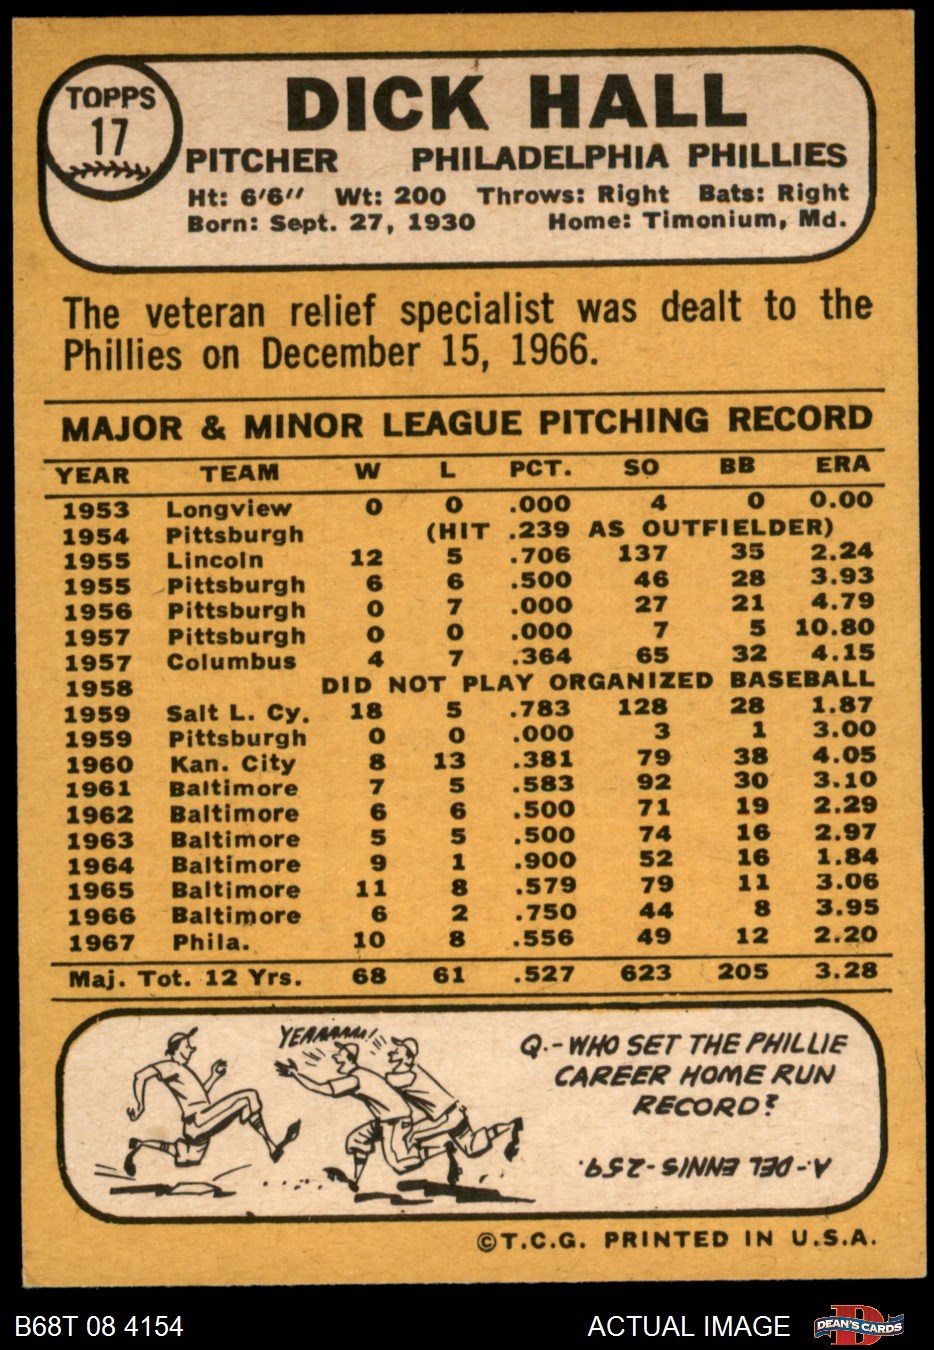 TOPPS
17
DICK HALL
PITCHER PHILADELPHIA PHILLIES
Ht: 6'6" Wt: 200 Throws: Right Bats: Right
Born: Sept. 27, 1930 Home: Timonium, Md.
The veteran relief specialist was dealt to the
Phillies on December 15, 1966.
MAJOR & MINOR LEAGUE PITCHING RECORD
YEAR TEAM W L PCT. SO BB ERA
1953 Longview 0 0 .000 4 0 0.00
1954 Pittsburgh (HIT .239 AS OUTFIELDER)
1955 Lincoln 12 5 .706 137 35 2.24
1955 Pittsburgh 6 6 .500 46 28 3.93
1956 Pittsburgh 0 7 .000 27 21 4.79
1957 Pittsburgh 0 0 .000 7 5 10.80
1957 Columbus 4 7 .364 65 32 4.15
1958 DID NOT PLAY ORGANIZED BASEBALL
1959 Salt L. Cy. 18 5 .783 128 28 1.87
1959 Pittsburgh 0 0 .000 3 1 3.00
1960 Kan. City 8 13 .381 79 38 4.05
1961 Baltimore 7 5 .583 92 30 3.10
1962 Baltimore 6 6 .500 71 19 2.29
1963 Baltimore 5 5 .500 74 16 2.97
1964 Baltimore 9 1 .900 52 16 1.84
1965 Baltimore 11 8 .579 79 11 3.06
1966 Baltimore 6 2 .750 44 8 3.95
1967 Phila. 10 8 .556 49 12 2.20
Maj. Tot. 12 Yrs. 68 61 .527 623 205 3.28
YEAAAAAA!
Q.-WHO SET THE PHILLIE
CAREER HOME RUN
RECORD?
A.-DEL ENNIS-259.
©T.C.G. PRINTED IN U.S.A.
B68T 08 4154 ACTUAL IMAGE
DEAN'S CARDS